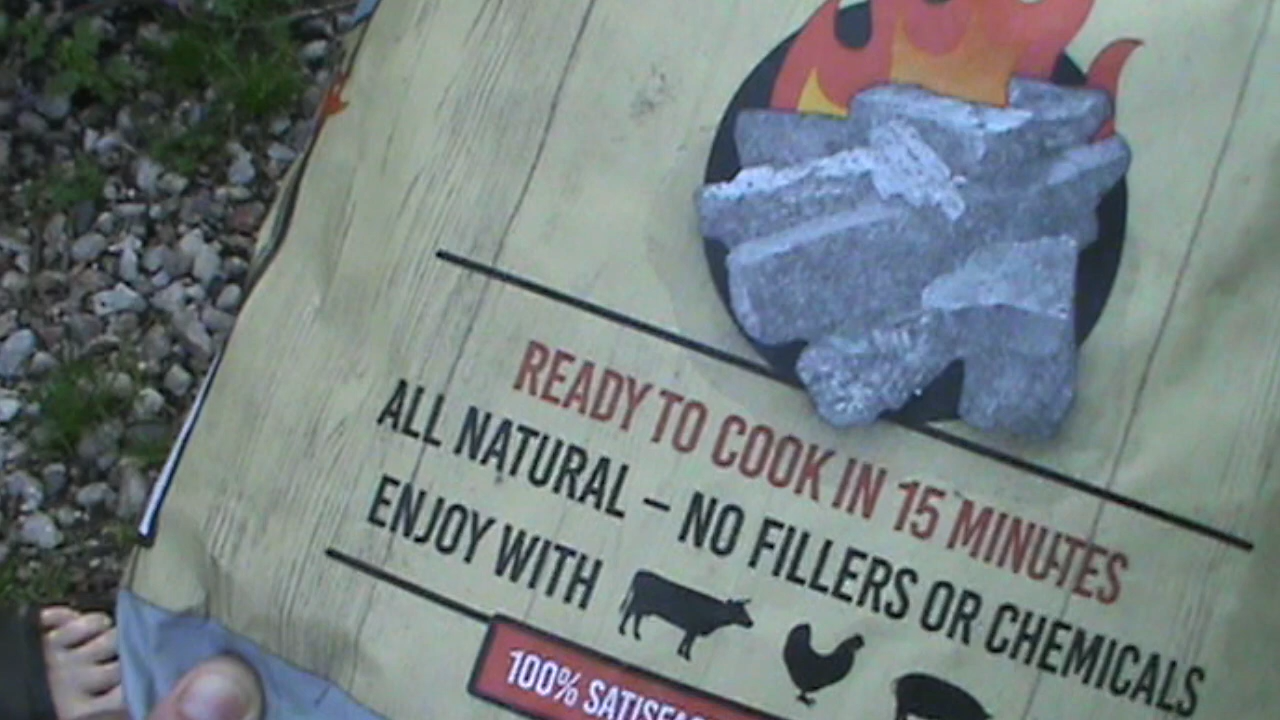 READY TO COOK IN 15 MINUTES
ALL NATURAL – NO FILLERS OR CHEMICALS
ENJOY WITH
100%